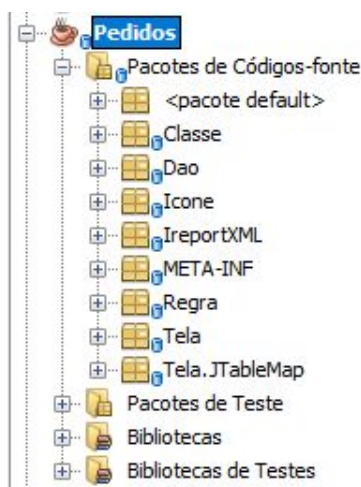 Pedidos
Pacotes de Códigos-fonte
<pacote default>
Classe
Dao
Icone
IreportXML
META-INF
Regra
Tela
Tela.JTableMap
Pacotes de Teste
Bibliotecas
Bibliotecas de Testes